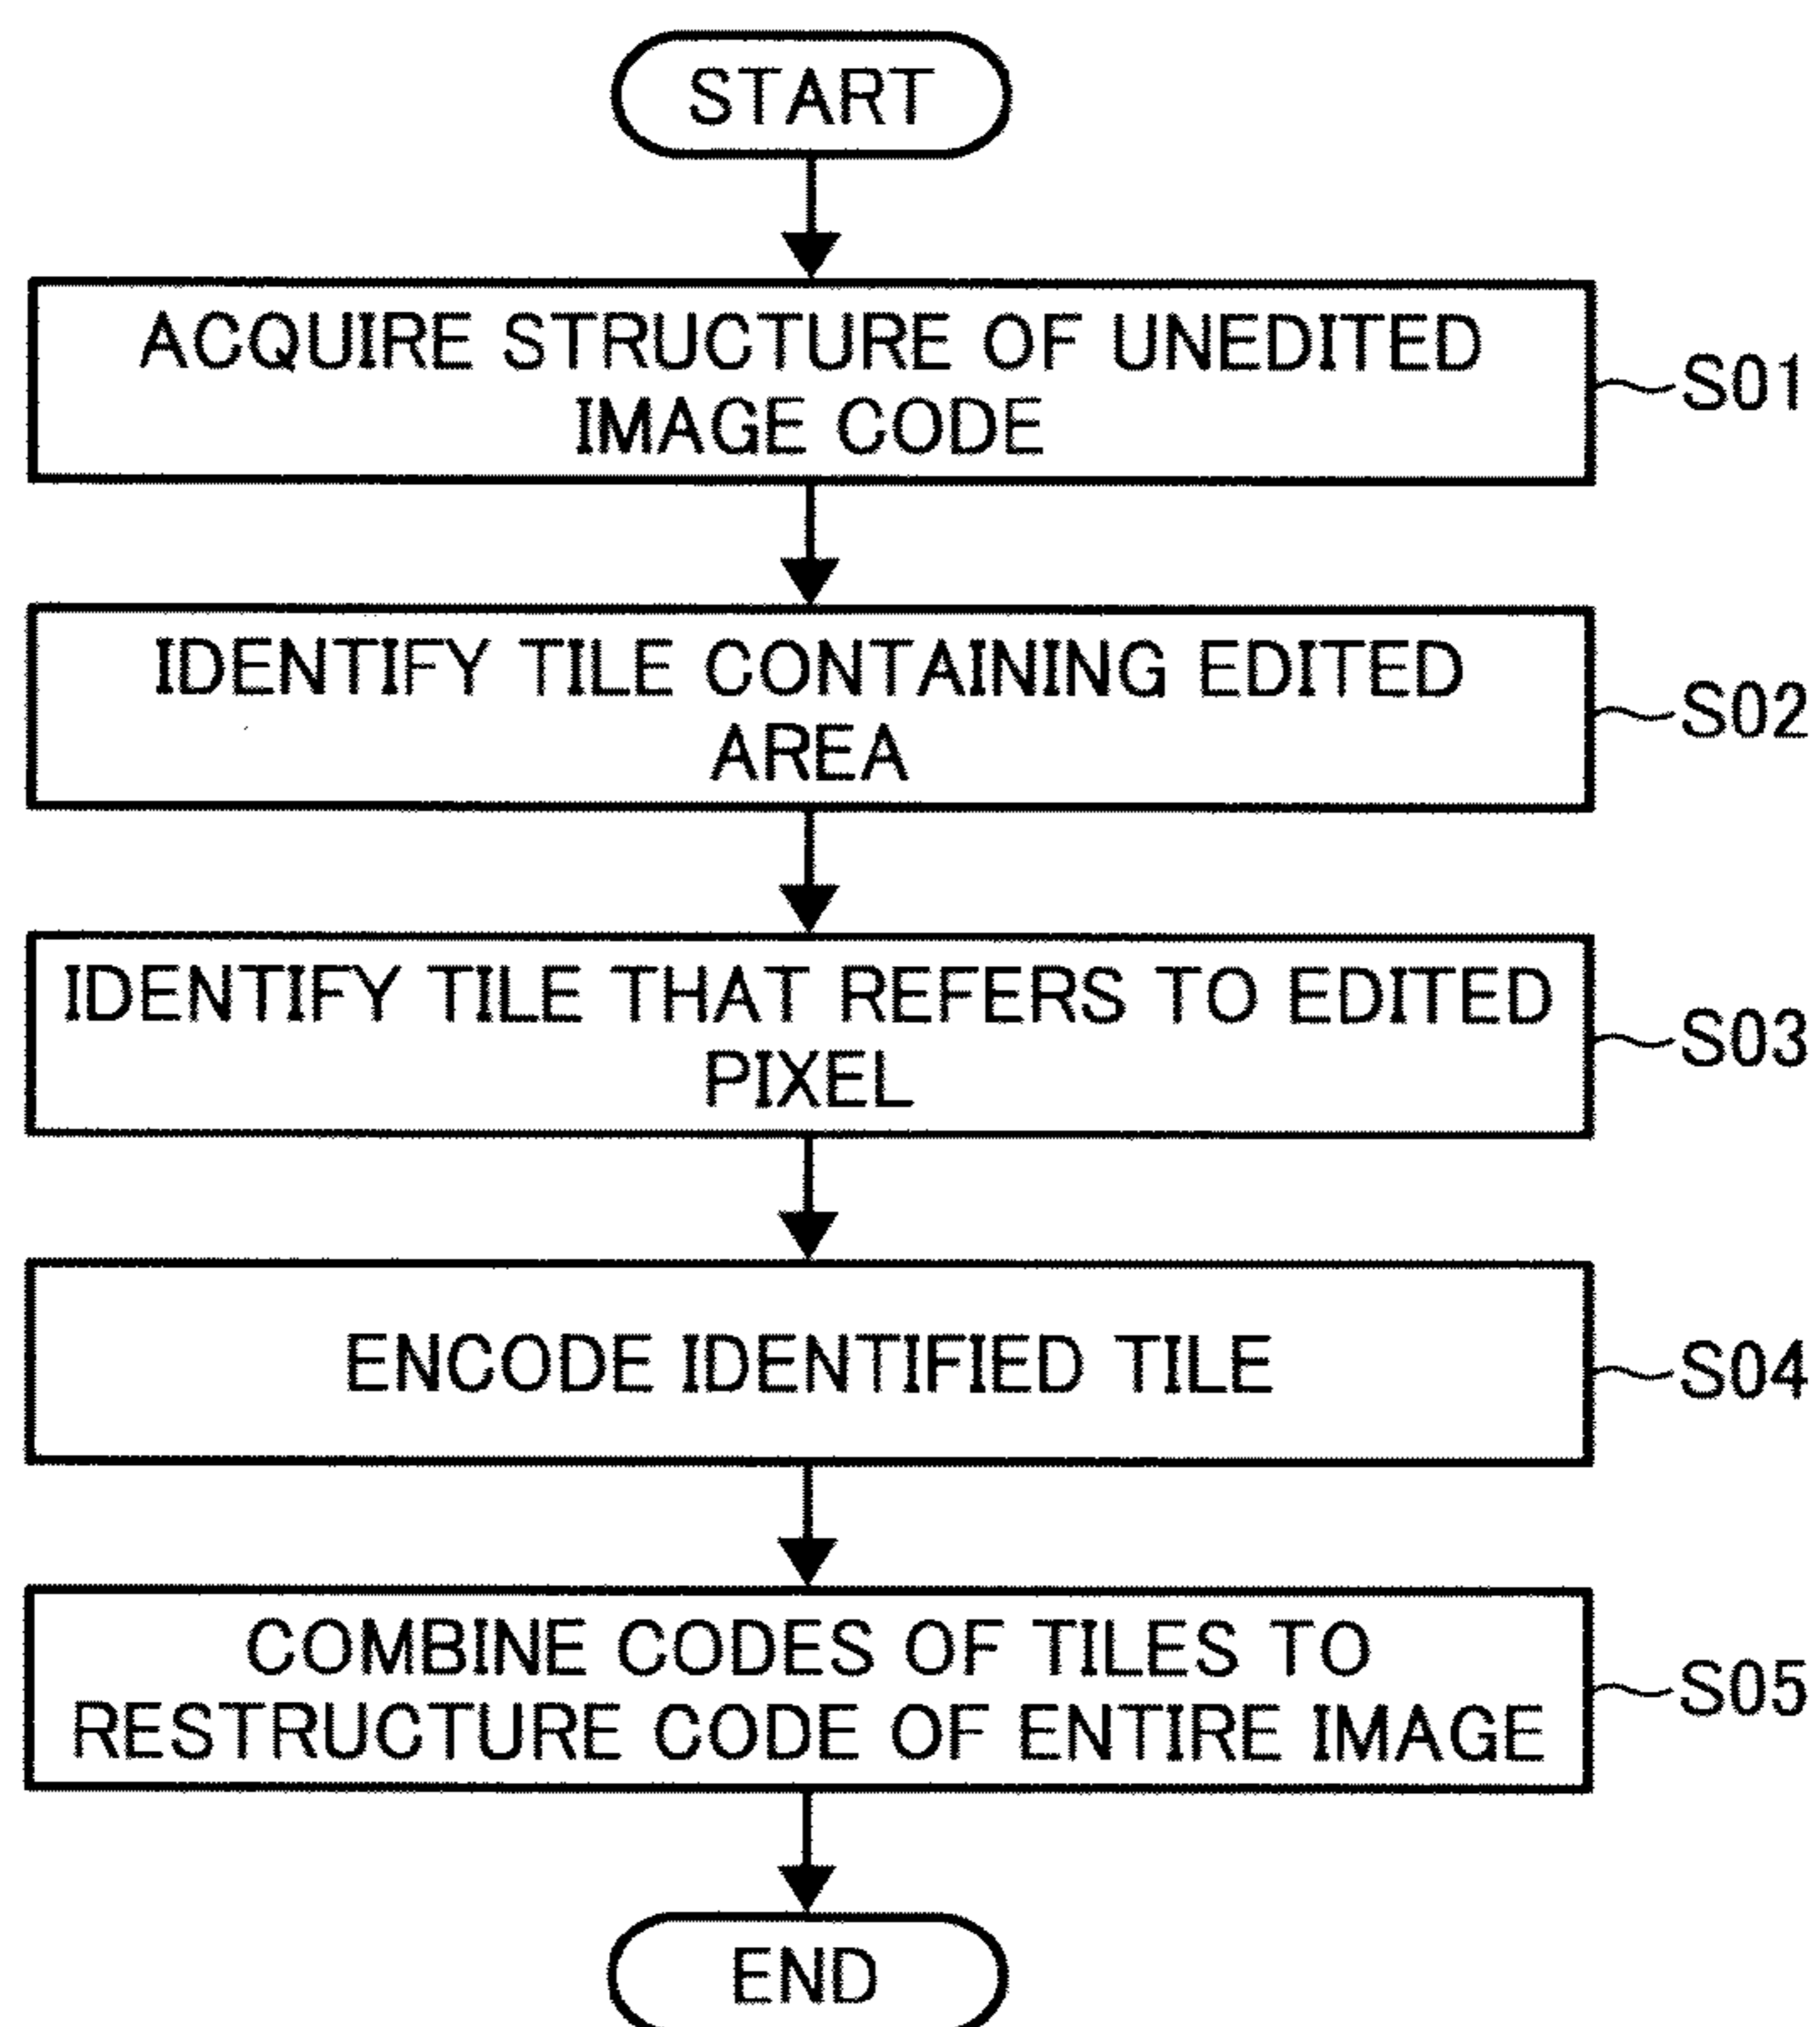 START
ACQUIRE STRUCTURE OF UNEDITED
IMAGE CODE
S01
IDENTIFY TILE CONTAINING EDITED
AREA
S02
IDENTIFY TILE THAT REFERS TO EDITED
PIXEL
S03
ENCODE IDENTIFIED TILE
S04
COMBINE CODES OF TILES TO
RESTRUCTURE CODE OF ENTIRE IMAGE
S05
END